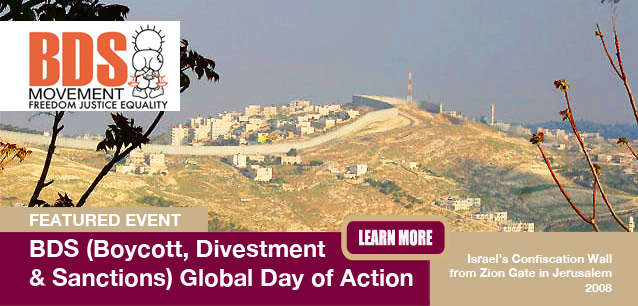 BDS
MOVEMENT
FREEDOM JUSTICE EQUALITY
FEATURED EVENT
BDS (Boycott, Divestment
& Sanctions) Global Day of Action
LEARN MORE
Israel's Confiscation Wall
from Zion Gate in Jerusalem
2008